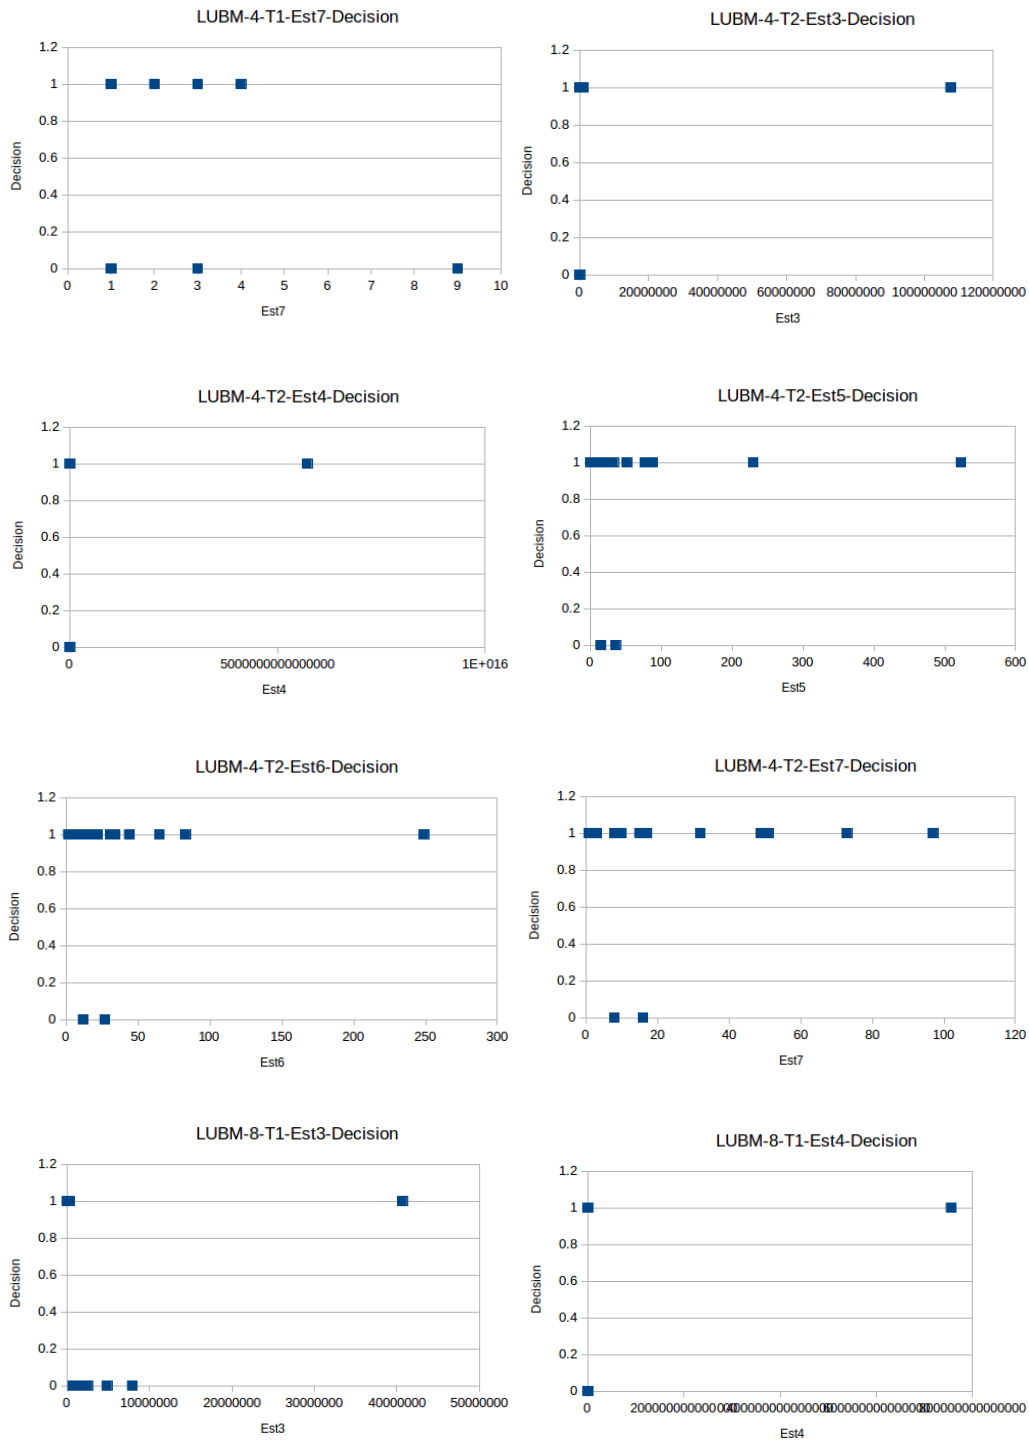 LUBM-4-T1-Est7-Decision
1.2
1
0.8
0.6
0.4
0.2
0
Decision
0 1 2 3 4 5 6 7 8 9 10
Est7
LUBM-4-T2-Est3-Decision
1.2
1
0.8
0.6
0.4
0.2
0
Decision
0 20000000 40000000 60000000 80000000 100000000 120000000
Est3
LUBM-4-T2-Est4-Decision
1.2
1
0.8
0.6
0.4
0.2
0
Decision
0 5000000000000000 1E+016
Est4
LUBM-4-T2-Est5-Decision
1.2
1
0.8
0.6
0.4
0.2
0
Decision
0 100 200 300 400 500 600
Est5
LUBM-4-T2-Est6-Decision
1.2
1
0.8
0.6
0.4
0.2
0
Decision
0 50 100 150 200 250 300
Est6
LUBM-4-T2-Est7-Decision
1.2
1
0.8
0.6
0.4
0.2
0
Decision
0 20 40 60 80 100 120
Est7
LUBM-8-T1-Est3-Decision
1.2
1
0.8
0.6
0.4
0.2
0
Decision
0 10000000 20000000 30000000 40000000 50000000
Est3
LUBM-8-T1-Est4-Decision
1.2
1
0.8
0.6
0.4
0.2
0
Decision
0
Est4